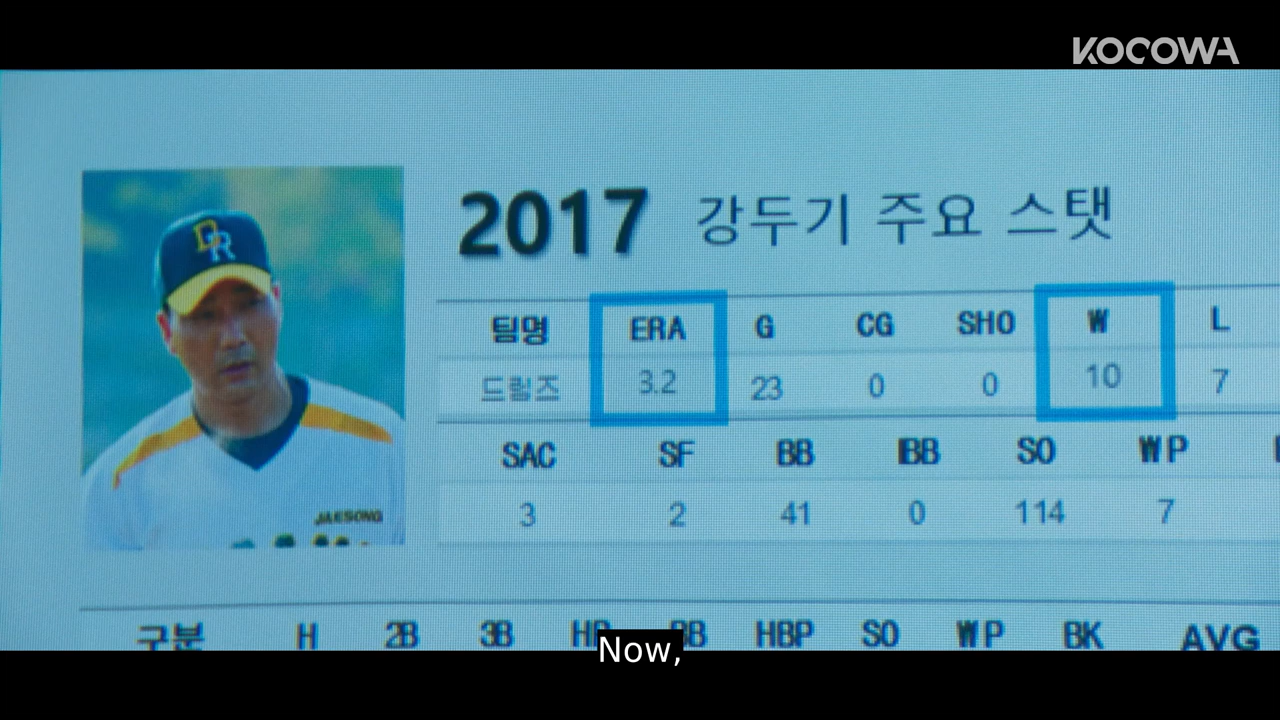 KOCOWA
DR
2017 강두기 주요 스탯
팀명 ERA G CG SHO W L
드림즈 3.2 23 0 0 10 7
SAC SF BB IBB SO WP
3 2 41 0 114 7
JAESONG
구분 H 2B 3B HR BB HBP SO WP BK AVG
Now,